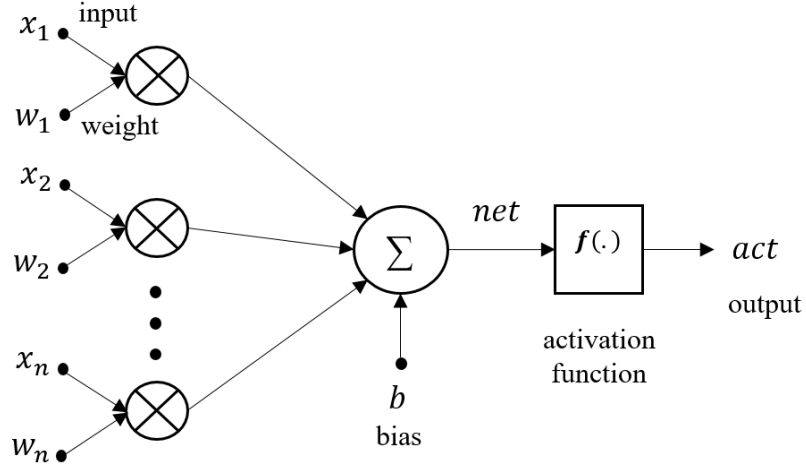 x₁
input
w₁
weight
x₂
w₂
xₙ
wₙ
∑
b
bias
net
f(.)
activation
function
act
output